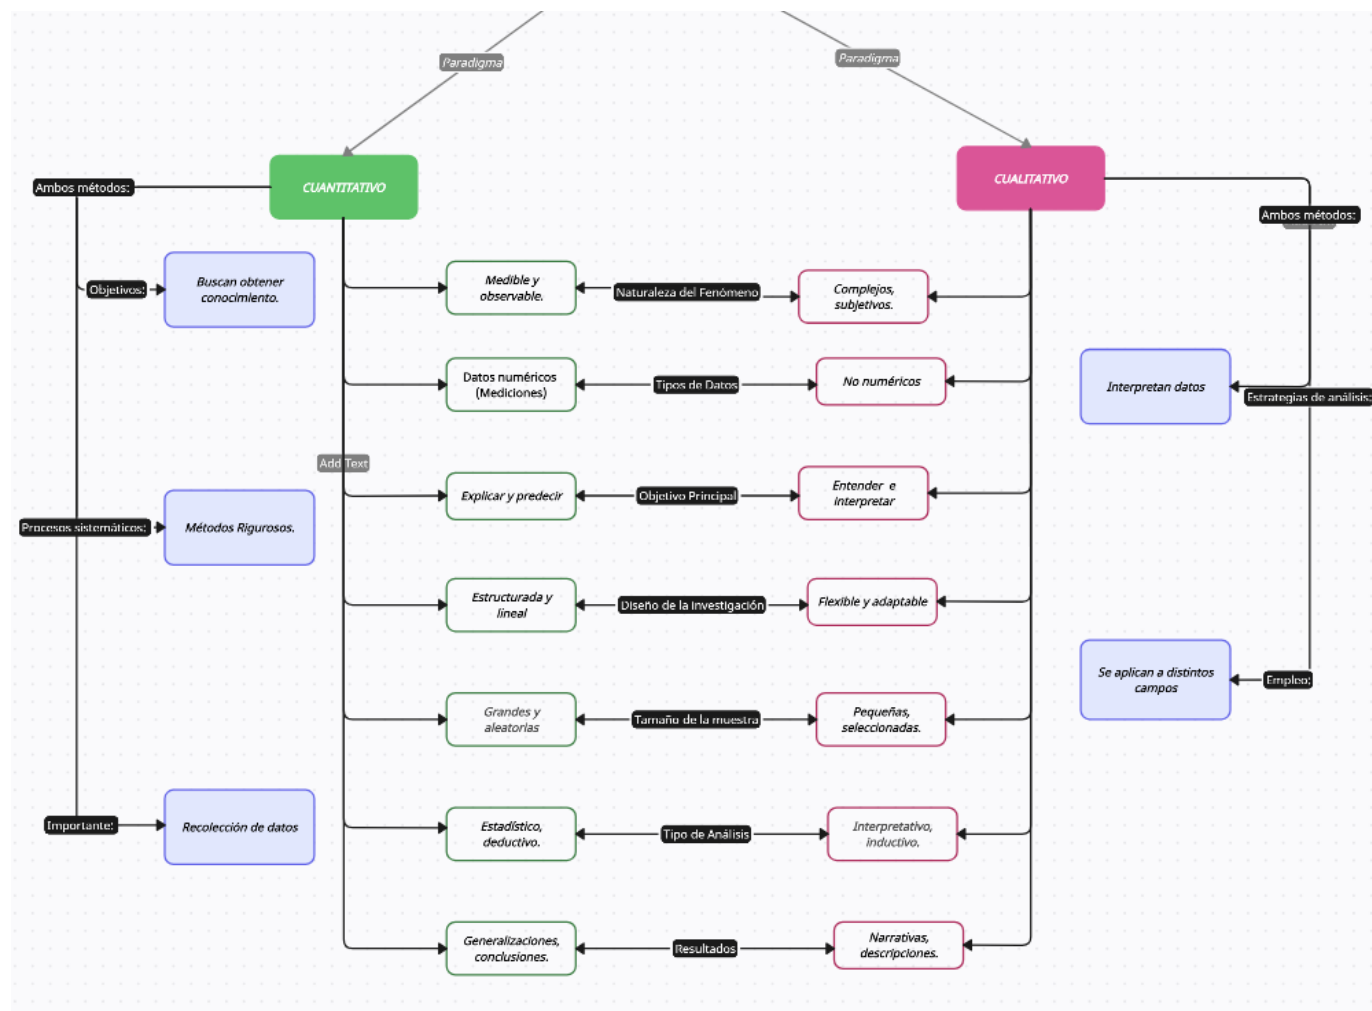 Paradigma
Paradigma
CUANTITATIVO
CUALITATIVO
Ambos métodos:
Ambos métodos:
Objetivos:
Buscan obtener
conocimiento.
Medible y
observable.
Naturaleza del Fenómeno
Complejos,
subjetivos.
Datos numéricos
(Mediciones)
Tipos de Datos
No numéricos
Interpretan datos
Estrategias de análisis:
Add Text
Explicar y predecir
Objetivo Principal
Entender e
interpretar
Procesos sistemáticos:
Métodos Rigurosos.
Estructurada y
lineal
Diseño de la investigación
Flexible y adaptable
Se aplican a distintos
campos
Empleo:
Grandes y
aleatorias
Tamaño de la muestra
Pequeñas,
seleccionadas.
Importante:
Recolección de datos
Estadístico,
deductivo.
Tipo de Análisis
Interpretativo,
inductivo.
Generalizaciones,
conclusiones.
Resultados
Narrativas,
descripciones.